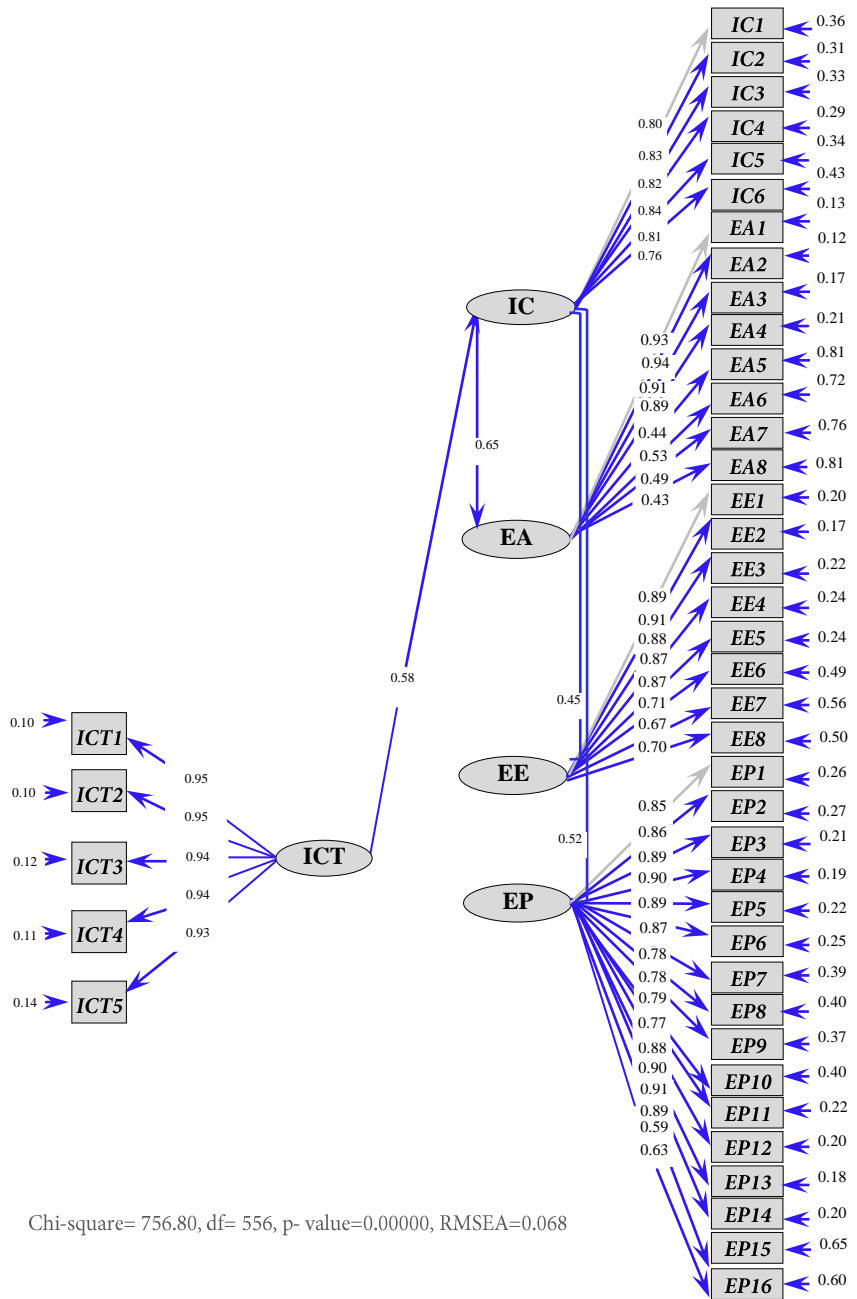 IC1 0.36
IC2 0.31
IC3 0.33
IC4 0.29
IC5 0.34
IC6 0.43
EA1 0.13
EA2 0.12
EA3 0.17
EA4 0.21
EA5 0.81
EA6 0.72
EA7 0.76
EA8 0.81
EE1 0.20
EE2 0.17
EE3 0.22
EE4 0.24
EE5 0.24
EE6 0.49
EE7 0.56
EE8 0.50
EP1 0.26
EP2 0.27
EP3 0.21
EP4 0.19
EP5 0.22
EP6 0.25
EP7 0.39
EP8 0.40
EP9 0.37
EP10 0.40
EP11 0.22
EP12 0.20
EP13 0.18
EP14 0.20
EP15 0.65
EP16 0.60
0.80
0.83
0.82
0.84
0.81
0.76
0.93
0.94
0.91
0.89
0.44
0.53
0.49
0.43
0.89
0.91
0.88
0.87
0.87
0.71
0.67
0.70
0.85
0.86
0.89
0.90
0.89
0.87
0.78
0.78
0.79
0.77
0.88
0.90
0.91
0.89
0.59
0.63
IC
0.65
EA
0.58
0.45
EE
0.52
EP
ICT
0.10 ICT1
0.10 ICT2
0.12 ICT3
0.11 ICT4
0.14 ICT5
0.95
0.95
0.94
0.94
0.93
Chi-square= 756.80, df= 556, p- value=0.00000, RMSEA=0.068